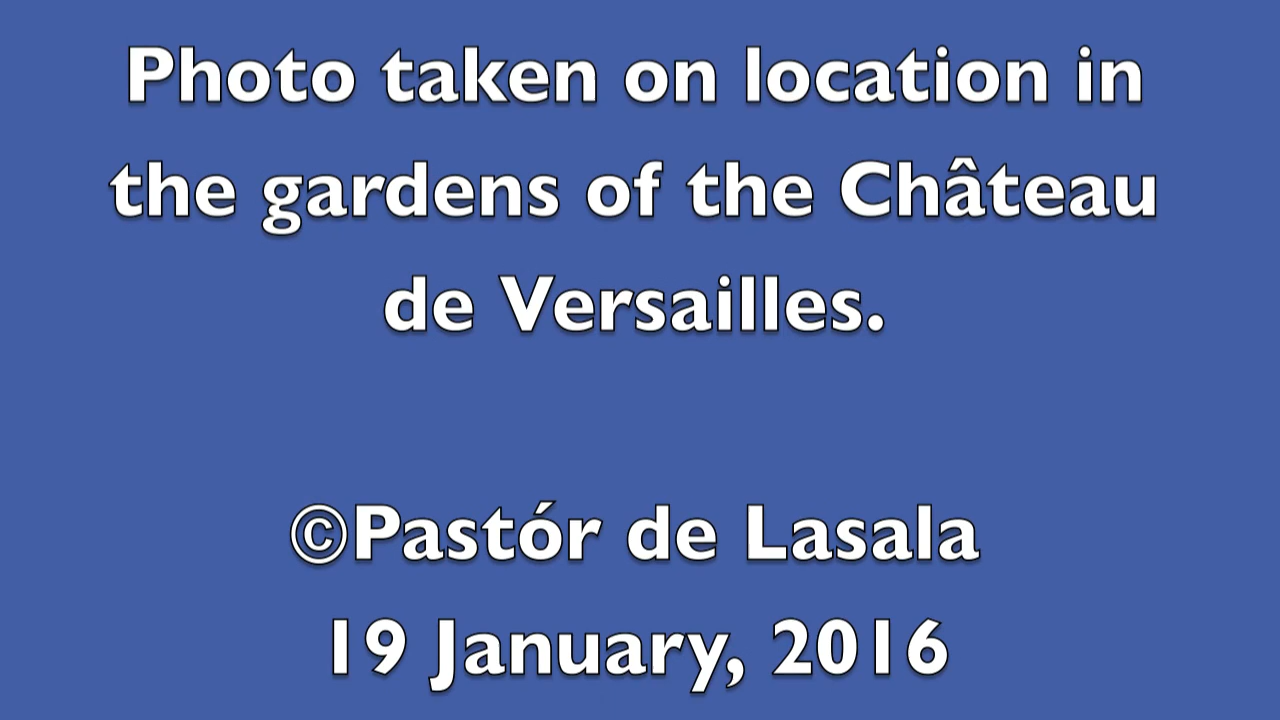 Photo taken on location in
the gardens of the Château
de Versailles.
©Pastór de Lasala
19 January, 2016